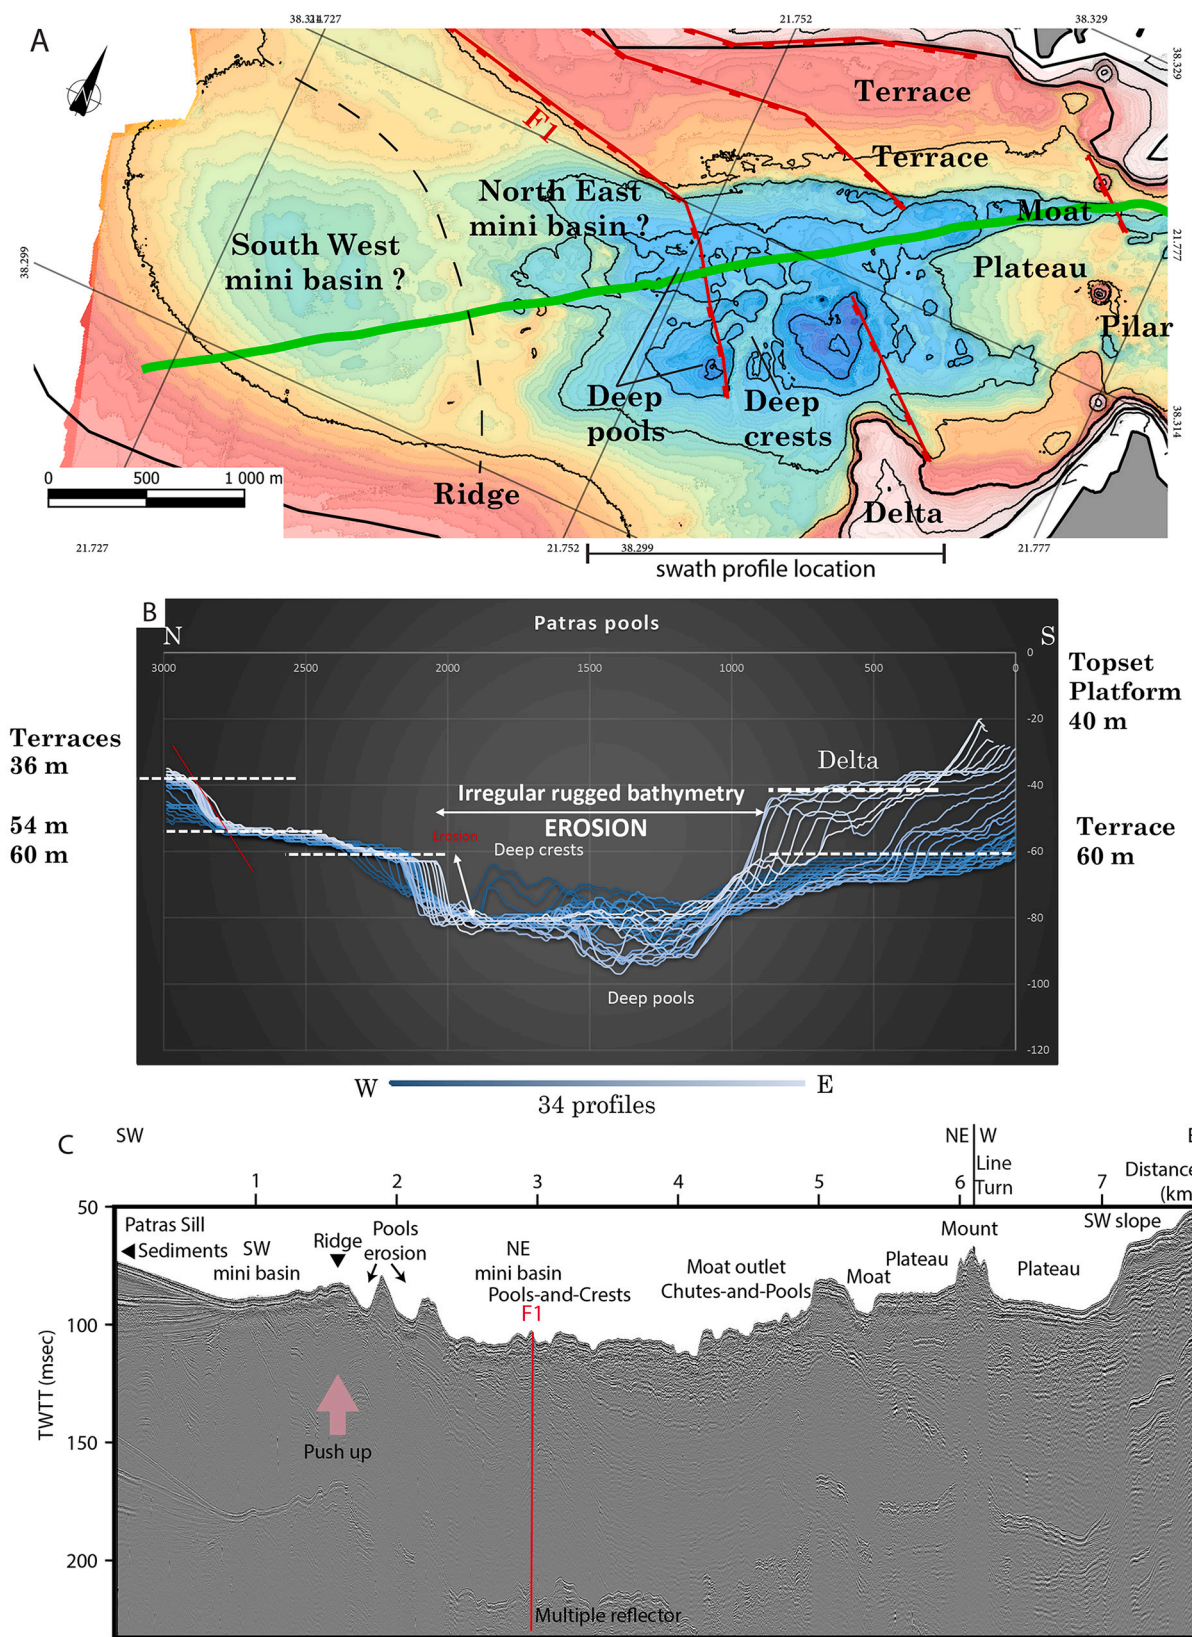 A
38.314
21.727
21.752
38.329
38.329
Terrace
F1
Terrace
North East
mini basin ?
Moat
South West
mini basin ?
38.299
21.777
Plateau
Pilar
Deep
pools
Deep
crests
38.314
0 500 1 000 m
Ridge
Delta
21.727
21.752
38.299
21.777
swath profile location
B
N
Patras pools
S
3000 2500 2000 1500 1000 500 0
0
-20
-40
-60
-80
-100
-120
Topset
Platform
40 m
Terraces
36 m
54 m
60 m
Delta
Irregular rugged bathymetry
EROSION
Erosion
Deep crests
Terrace
60 m
Deep pools
W E
34 profiles
C
SW
NE W
Line
Turn
1 2 3 4 5 6 7
Distance
(km
50
100
150
200
TWTT (msec)
Patras Sill
Sediments
SW
mini basin
Ridge
Pools
erosion
NE
mini basin
Pools-and-Crests
F1
Moat outlet
Chutes-and-Pools
Moat
Plateau
Mount
Plateau
SW slope
Push up
Multiple reflector